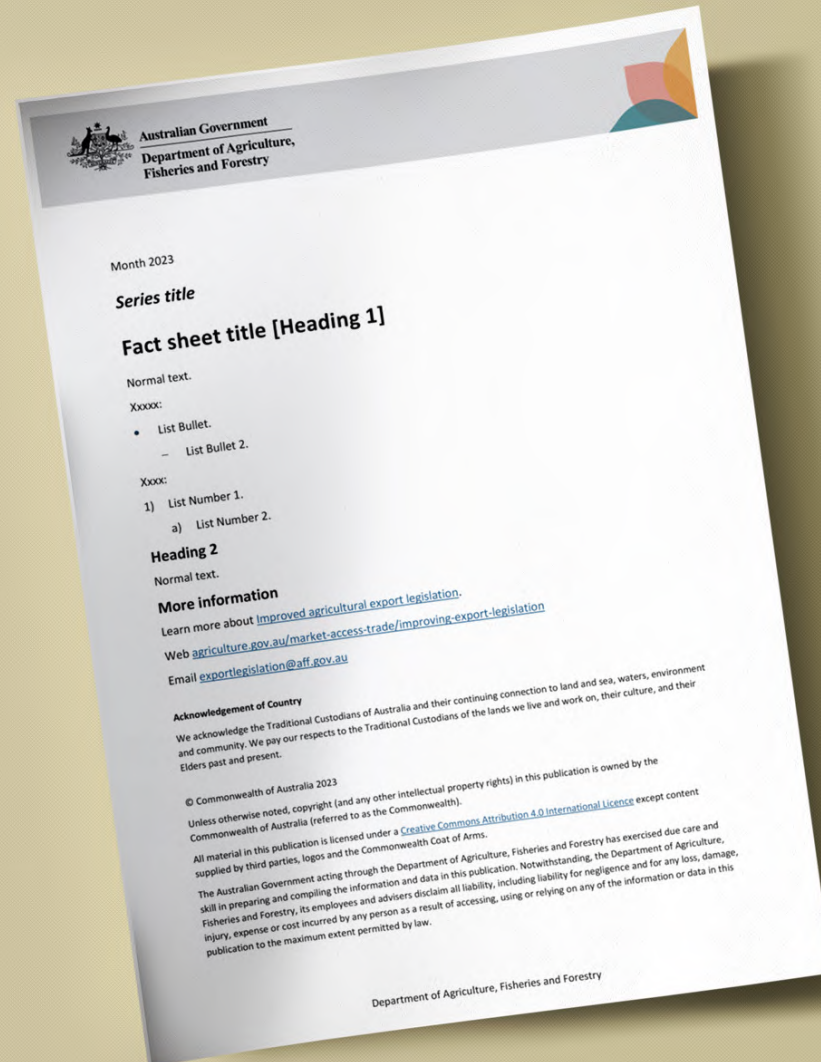 Australian Government
Department of Agriculture,
Fisheries and Forestry
Month 2023
Series title
Fact sheet title [Heading 1]
Normal text.
Xxxxx:
• List Bullet.
– List Bullet 2.
Xxxx:
1) List Number 1.
a) List Number 2.
Heading 2
Normal text.
More information
Learn more about Improved agricultural export legislation.
Web agriculture.gov.au/market-access-trade/improving-export-legislation
Email exportlegislation@aff.gov.au
Acknowledgement of Country
We acknowledge the Traditional Custodians of Australia and their continuing connection to land and sea, waters, environment
and community. We pay our respects to the Traditional Custodians of the lands we live and work on, their culture, and their
Elders past and present.
© Commonwealth of Australia 2023
Unless otherwise noted, copyright (and any other intellectual property rights) in this publication is owned by the
Commonwealth of Australia (referred to as the Commonwealth).
All material in this publication is licensed under a Creative Commons Attribution 4.0 International Licence except content
supplied by third parties, logos and the Commonwealth Coat of Arms.
The Australian Government acting through the Department of Agriculture, Fisheries and Forestry has exercised due care and
skill in preparing and compiling the information and data in this publication. Notwithstanding, the Department of Agriculture,
Fisheries and Forestry, its employees and advisers disclaim all liability, including liability for negligence and for any loss, damage,
injury, expense or cost incurred by any person as a result of accessing, using or relying on any of the information or data in this
publication to the maximum extent permitted by law.
Department of Agriculture, Fisheries and Forestry